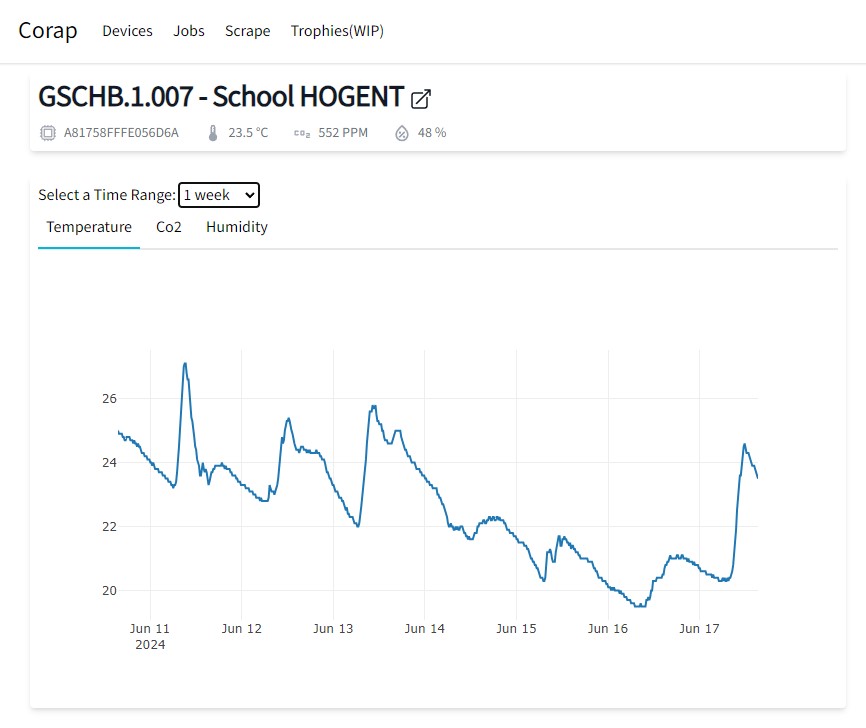 Corap Devices Jobs Scrape Trophies(WIP)
GSCHB.1.007 - School HOGENT
A81758FFFE056D6A 23.5 °C CO2 552 PPM 48 %
Select a Time Range: 1 week
Temperature Co2 Humidity
26
24
22
20
Jun 11 Jun 12 Jun 13 Jun 14 Jun 15 Jun 16 Jun 17
2024